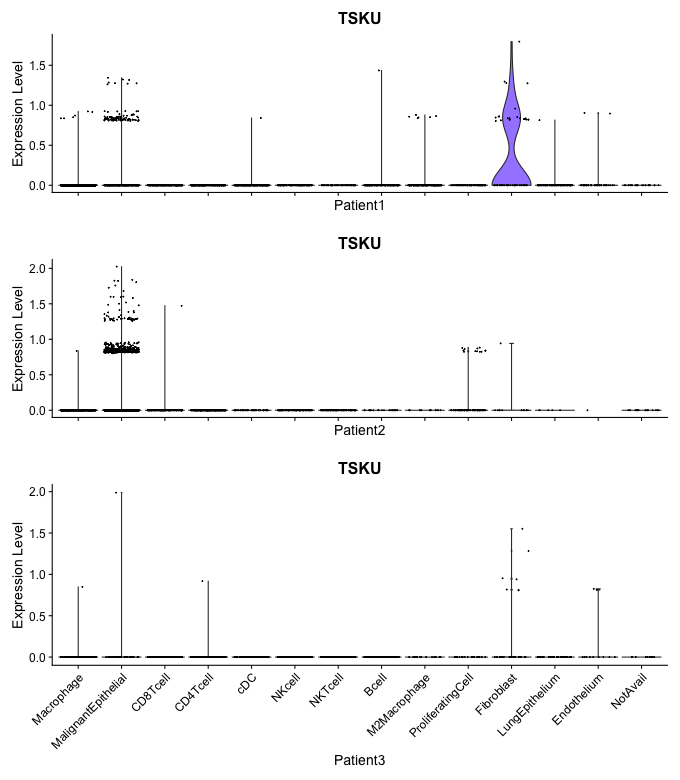 TSKU
Expression Level
1.5
1.0
0.5
0.0
Patient1
TSKU
Expression Level
2.0
1.5
1.0
0.5
0.0
Patient2
TSKU
Expression Level
2.0
1.5
1.0
0.5
0.0
Macrophage
MalignantEpithelial
CD8Tcell
CD4Tcell
cDC
NKcell
NKTcell
Bcell
M2Macrophage
ProliferatingCell
Fibroblast
LungEpithelium
Endothelium
NotAvail
Patient3